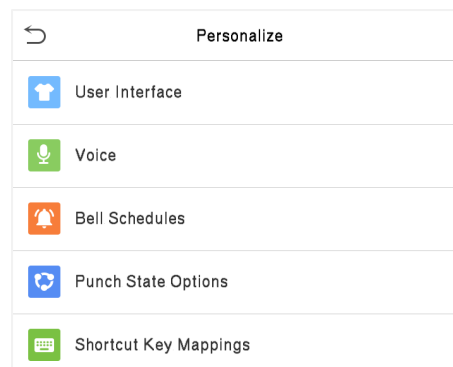 Personalize
User Interface
Voice
Bell Schedules
Punch State Options
Shortcut Key Mappings